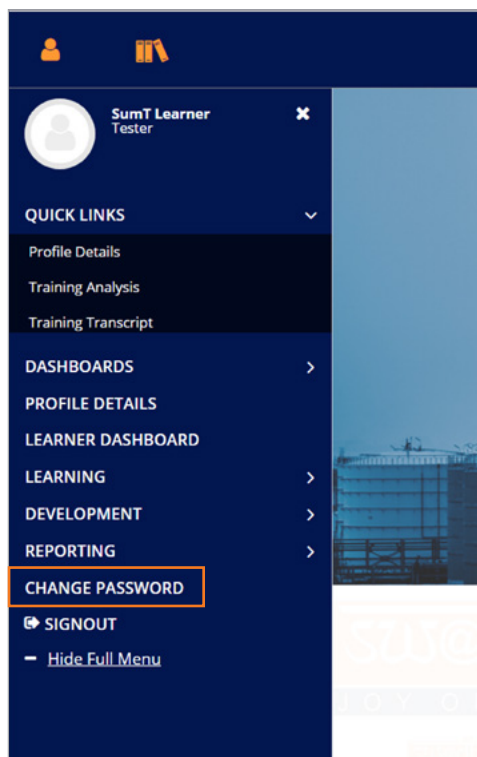 SumT Learner
Tester
QUICK LINKS
Profile Details
Training Analysis
Training Transcript
DASHBOARDS
PROFILE DETAILS
LEARNER DASHBOARD
LEARNING
DEVELOPMENT
REPORTING
CHANGE PASSWORD
SIGNOUT
Hide Full Menu